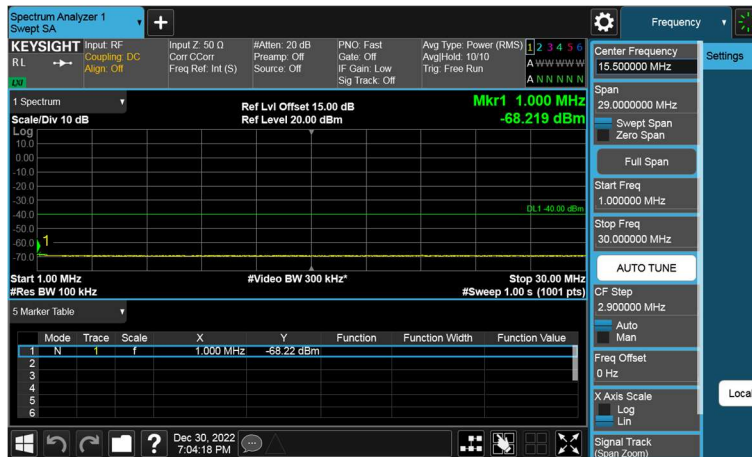 Spectrum Analyzer 1
Swept SA
Frequency
KEYSIGHT
RL
LXI
Input: RF
Coupling: DC
Align: Off
Input Z: 50 Ω
Corr CCorr
Freq Ref: Int (S)
#Atten: 20 dB
Preamp: Off
Source: Off
PNO: Fast
Gate: Off
IF Gain: Low
Sig Track: Off
Avg Type: Power (RMS)
Avg|Hold: 10/10
Trig: Free Run
1 2 3 4 5 6
A W W W W W
A N N N N N
1 Spectrum
Scale/Div 10 dB
Ref Lvl Offset 15.00 dB
Ref Level 20.00 dBm
Mkr1 1.000 MHz
-68.219 dBm
Log
10.0
0.00
-10.0
-20.0
-30.0
-40.0
-50.0
-60.0
-70.0
DL1 -40.00 dBm
1
Start 1.00 MHz
#Res BW 100 kHz
#Video BW 300 kHz*
Stop 30.00 MHz
#Sweep 1.00 s (1001 pts)
5 Marker Table
Mode Trace Scale X Y Function Function Width Function Value
1 N 1 f 1.000 MHz -68.22 dBm
2
3
4
5
6
Dec 30, 2022
7:04:18 PM
Center Frequency
15.500000 MHz
Settings
Span
29.0000000 MHz
Swept Span
Zero Span
Full Span
Start Freq
1.000000 MHz
Stop Freq
30.000000 MHz
AUTO TUNE
CF Step
2.900000 MHz
Auto
Man
Freq Offset
0 Hz
X Axis Scale
Log
Lin
Local
Signal Track
(Span Zoom)